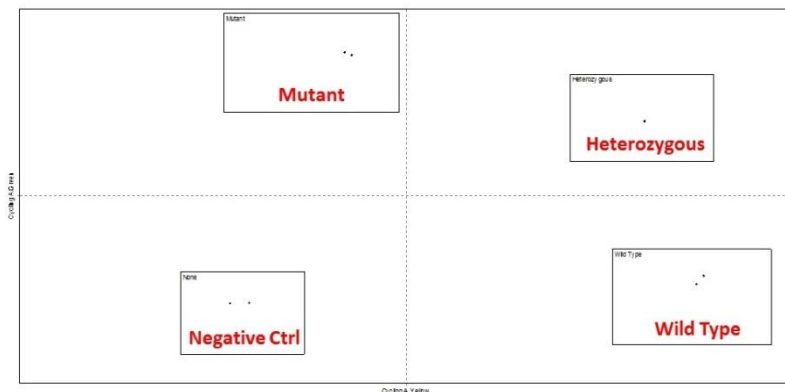 Mutant
Mutant
Heterozygous
Heterozygous
Cycling A.Green
None
Negative Ctrl
Wild Type
Wild Type
Cycling A.Yellow